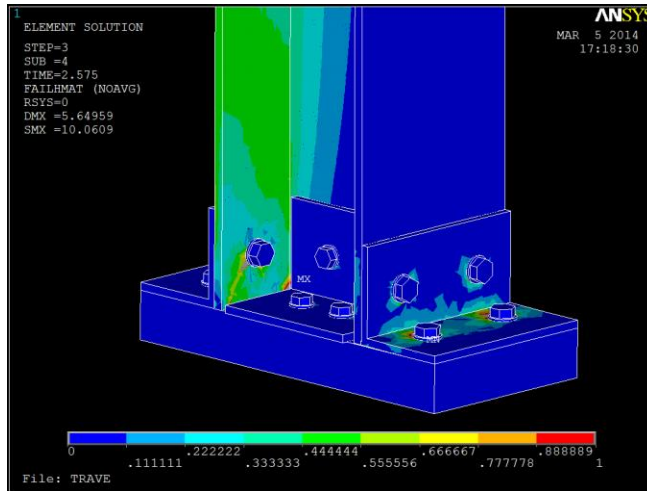 1
ANSYS
ELEMENT SOLUTION
MAR 5 2014
17:18:30
STEP=3
SUB =4
TIME=2.575
FAILHMAT (NOAVG)
RSYS=0
DMX =5.64959
SMX =10.0609
MX
0 .222222 .444444 .666667 .888889
.111111 .333333 .555556 .777778 1
File: TRAVE